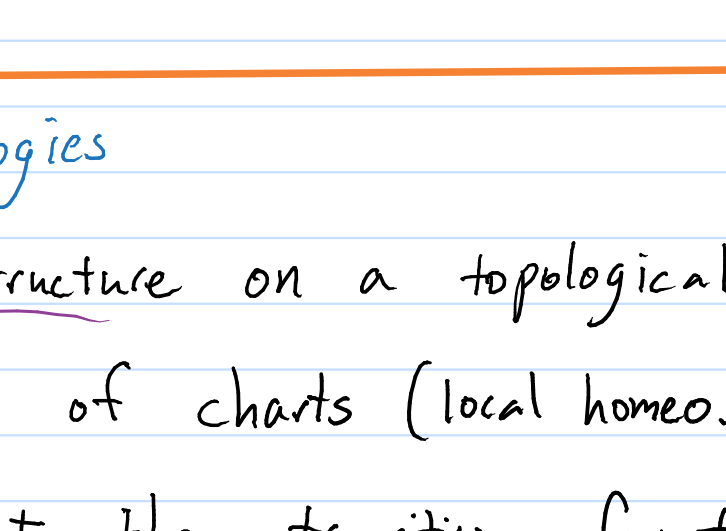 ogies
ructure on a topological
of charts (local homeo.